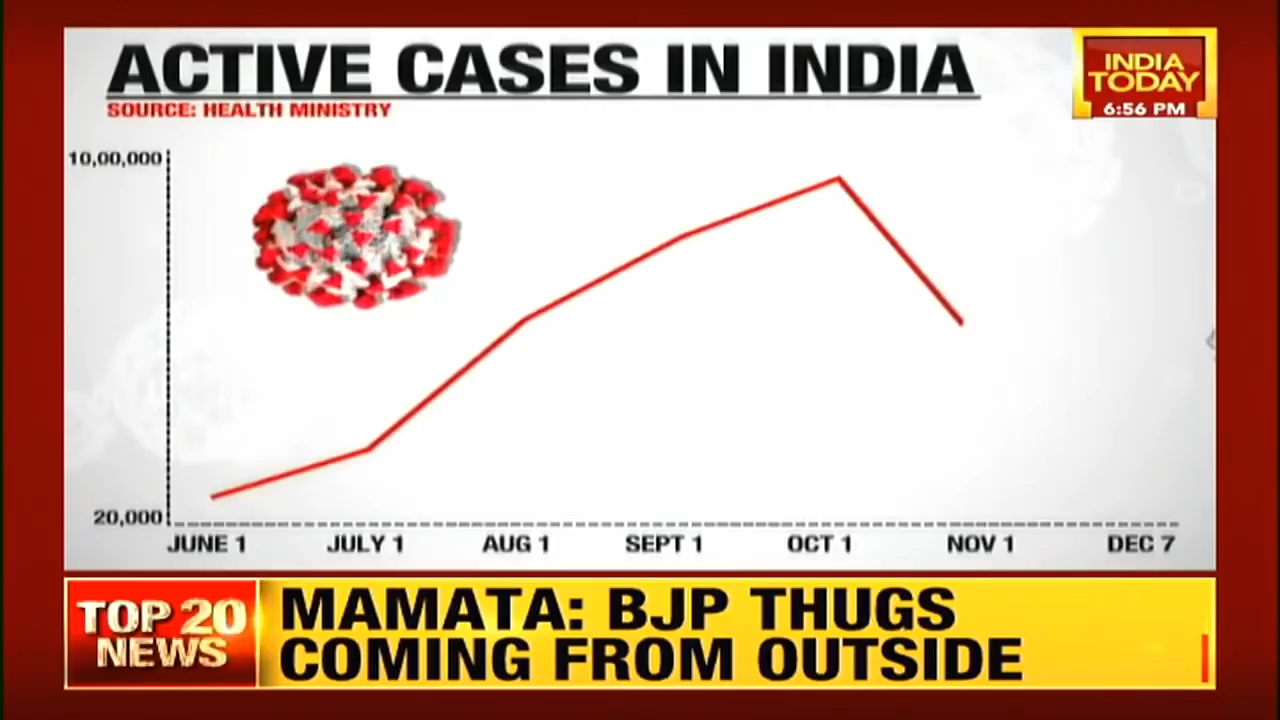 ACTIVE CASES IN INDIA
SOURCE: HEALTH MINISTRY
INDIA
TODAY
6:56 PM
10,00,000
20,000
JUNE 1 JULY 1 AUG 1 SEPT 1 OCT 1 NOV 1 DEC 7
TOP 20
NEWS
MAMATA: BJP THUGS
COMING FROM OUTSIDE